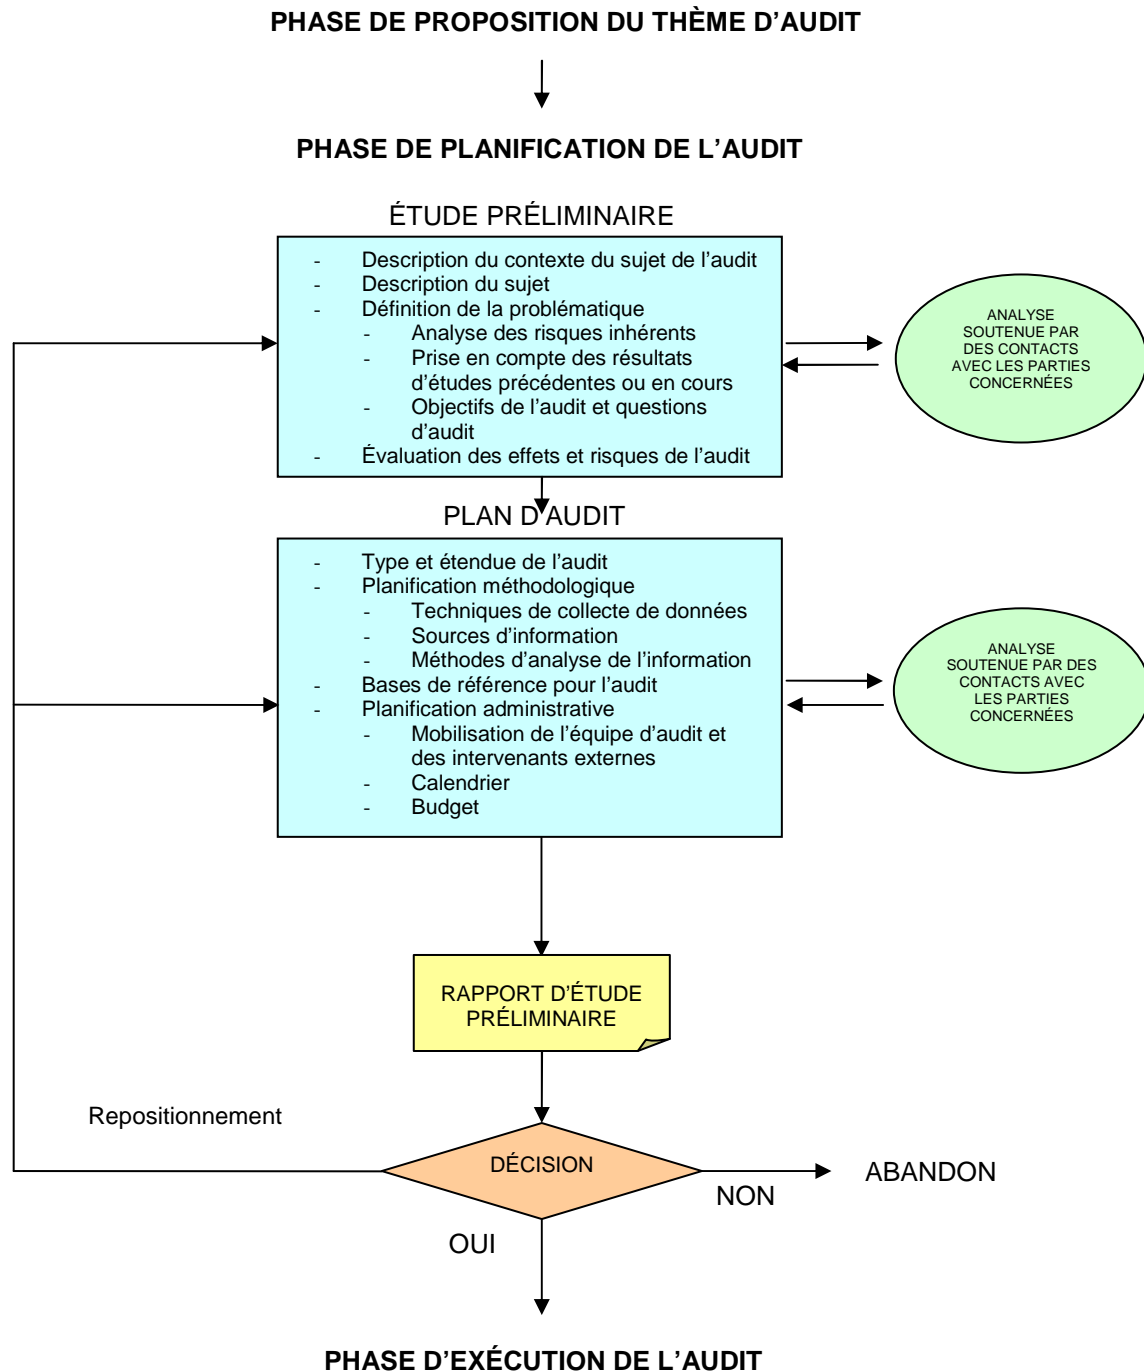 PHASE DE PROPOSITION DU THÈME D’AUDIT
PHASE DE PLANIFICATION DE L’AUDIT
ÉTUDE PRÉLIMINAIRE
- Description du contexte du sujet de l’audit
- Description du sujet
- Définition de la problématique
- Analyse des risques inhérents
- Prise en compte des résultats
d’études précédentes ou en cours
- Objectifs de l’audit et questions
d’audit
- Évaluation des effets et risques de l’audit
ANALYSE
SOUTENUE PAR
DES CONTACTS
AVEC LES PARTIES
CONCERNÉES
PLAN D’AUDIT
- Type et étendue de l’audit
- Planification méthodologique
- Techniques de collecte de données
- Sources d’information
- Méthodes d’analyse de l’information
- Bases de référence pour l’audit
- Planification administrative
- Mobilisation de l’équipe d’audit et
des intervenants externes
- Calendrier
- Budget
ANALYSE
SOUTENUE PAR DES
CONTACTS AVEC
LES PARTIES
CONCERNÉES
RAPPORT D’ÉTUDE
PRÉLIMINAIRE
Repositionnement
DÉCISION
NON
ABANDON
OUI
PHASE D’EXÉCUTION DE L’AUDIT